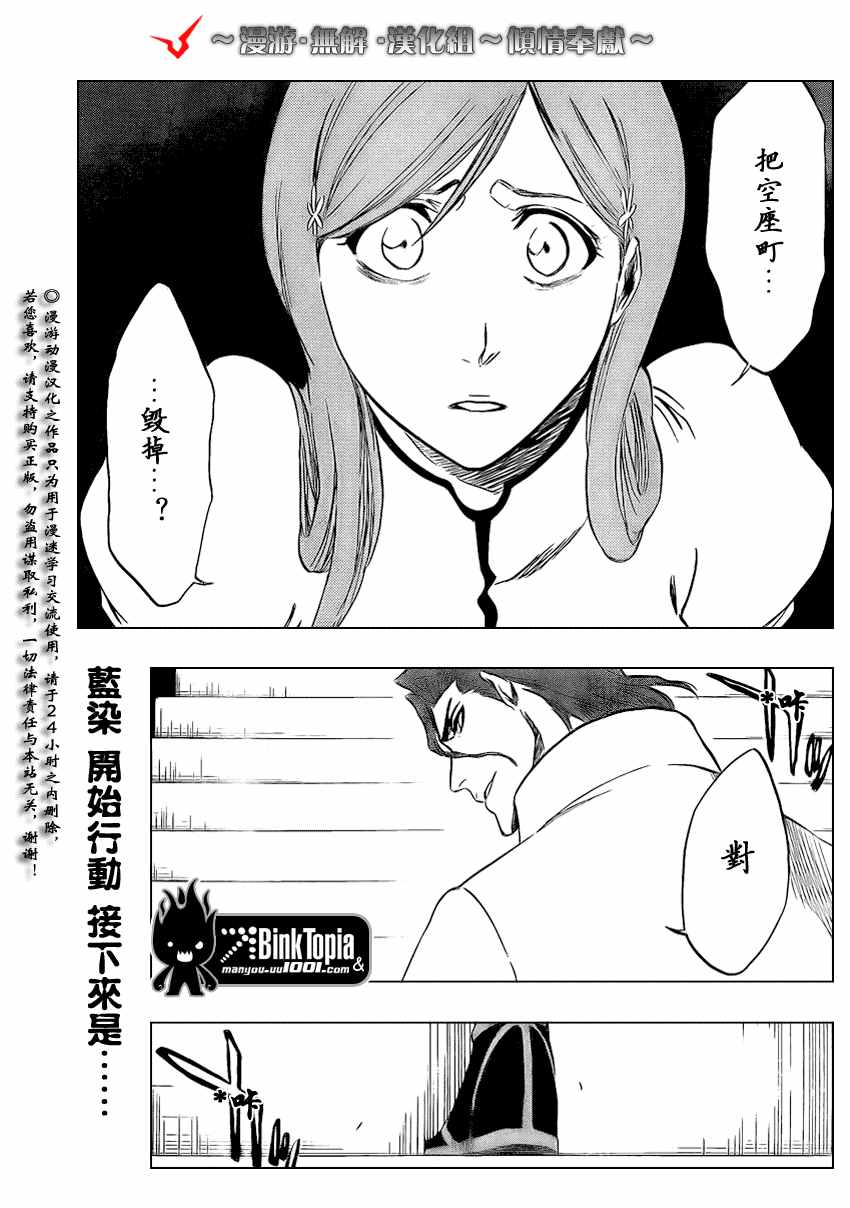 ～漫游·無解·漢化組～傾情奉獻～
把空座町…
…毀掉…？
◎漫游动漫汉化之作品只为用于漫迷学习交流使用，请于24小时之内删除，
若您喜欢，请支持购买正版，勿盗用谋取私利，一切法律责任与本站无关，谢谢！
藍染 開始行動 接下來是……
*咔
對
BinkTopia
manyou-uu1001.com &
*咔